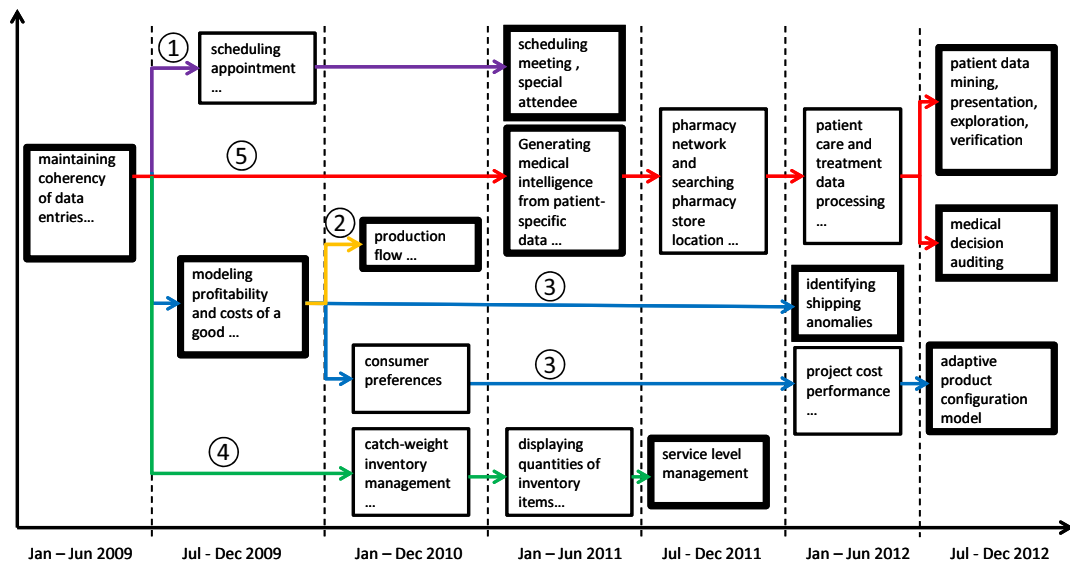 ①
scheduling
appointment
…
scheduling
meeting ,
special
attendee
patient data
mining,
presentation,
exploration,
verification
maintaining
coherency
of data
entries…
⑤
Generating
medical
intelligence
from patient-
specific
data …
pharmacy
network
and
searching
pharmacy
store
location …
patient
care and
treatment
data
processing
…
medical
decision
auditing
②
production
flow …
modeling
profitability
and costs of a
good …
③
identifying
shipping
anomalies
consumer
preferences
③
project cost
performance
…
adaptive
product
configuration
model
④
catch-weight
inventory
management
…
displaying
quantities of
inventory
items…
service level
management
Jan – Jun 2009
Jul - Dec 2009
Jan – Dec 2010
Jan – Jun 2011
Jul - Dec 2011
Jan – Jun 2012
Jul - Dec 2012